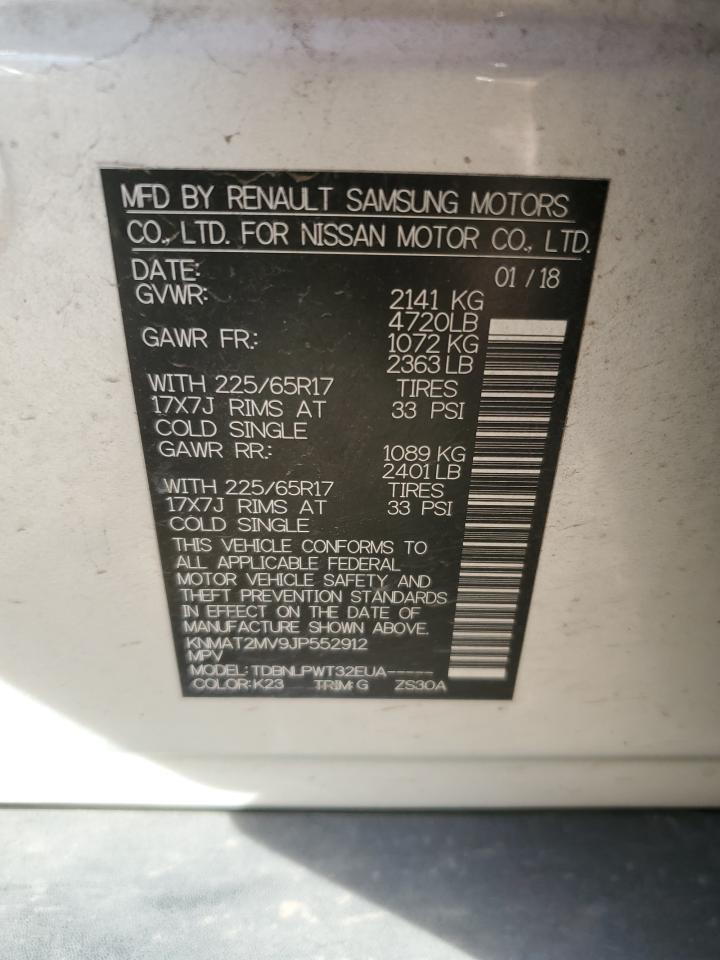 MFD BY RENAULT SAMSUNG MOTORS
CO., LTD. FOR NISSAN MOTOR CO., LTD.
DATE: 01 / 18
GVWR: 2141 KG
4720LB
GAWR FR.: 1072 KG
2363 LB
WITH 225/65R17 TIRES
17X7J RIMS AT 33 PSI
COLD SINGLE
GAWR RR.: 1089 KG
2401 LB
WITH 225/65R17 TIRES
17X7J RIMS AT 33 PSI
COLD SINGLE
THIS VEHICLE CONFORMS TO
ALL APPLICABLE FEDERAL
MOTOR VEHICLE SAFETY AND
THEFT PREVENTION STANDARDS
IN EFFECT ON THE DATE OF
MANUFACTURE SHOWN ABOVE.
KNMAT2MV9JP552912
MPV
MODEL: TDBNLPWT32EUA-----
COLOR: K23 TRIM: G ZS30A